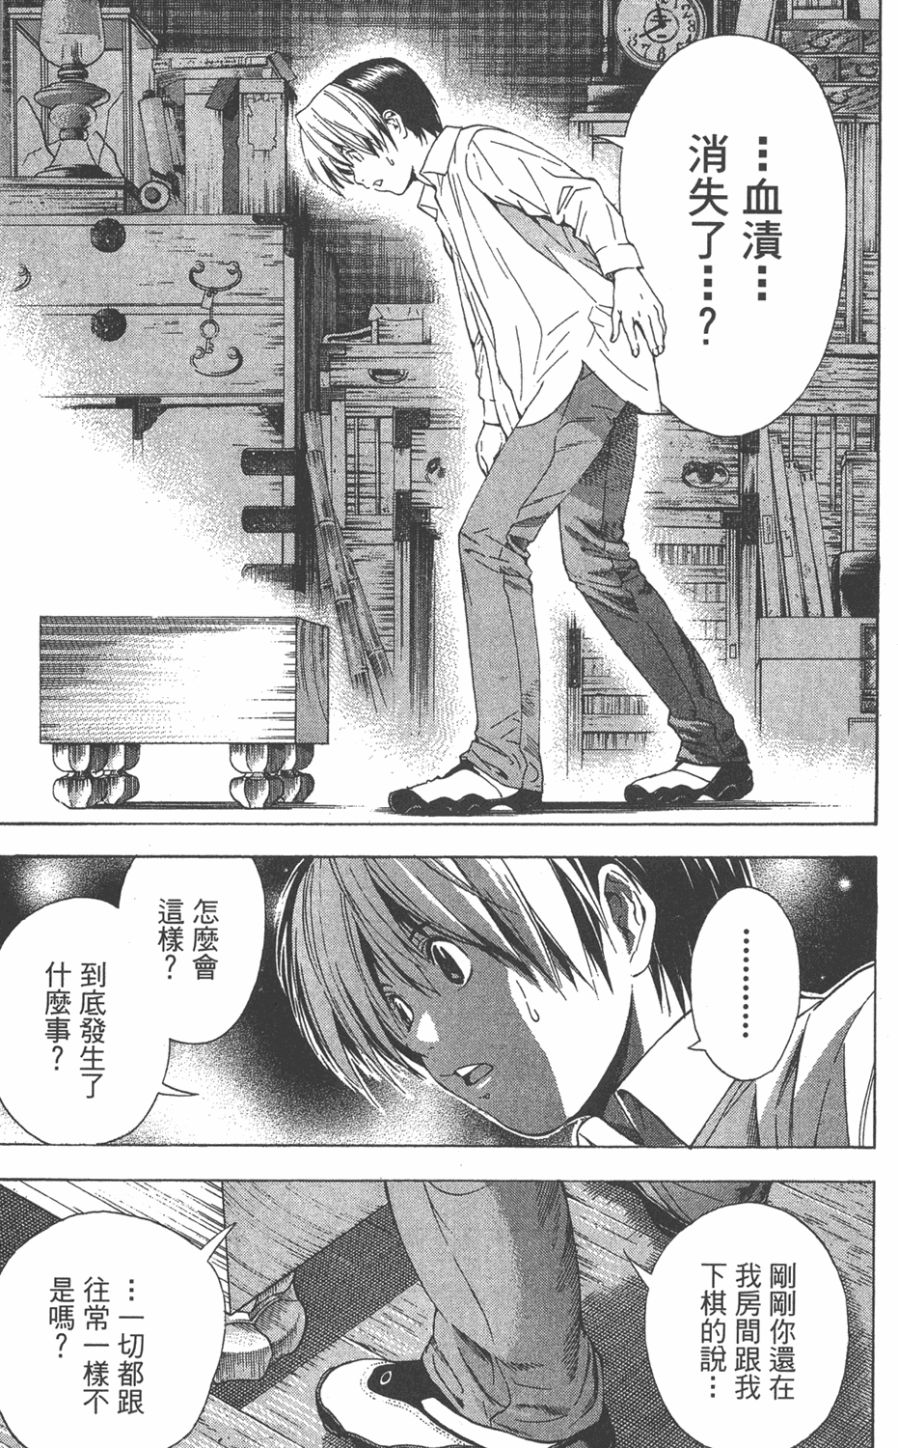 …血漬…
消失了…?
………
怎麼會
這樣?
到底發生了
什麼事?
剛剛你還在
我房間跟我
下棋的說…
…一切都跟
往常一樣不
是嗎?